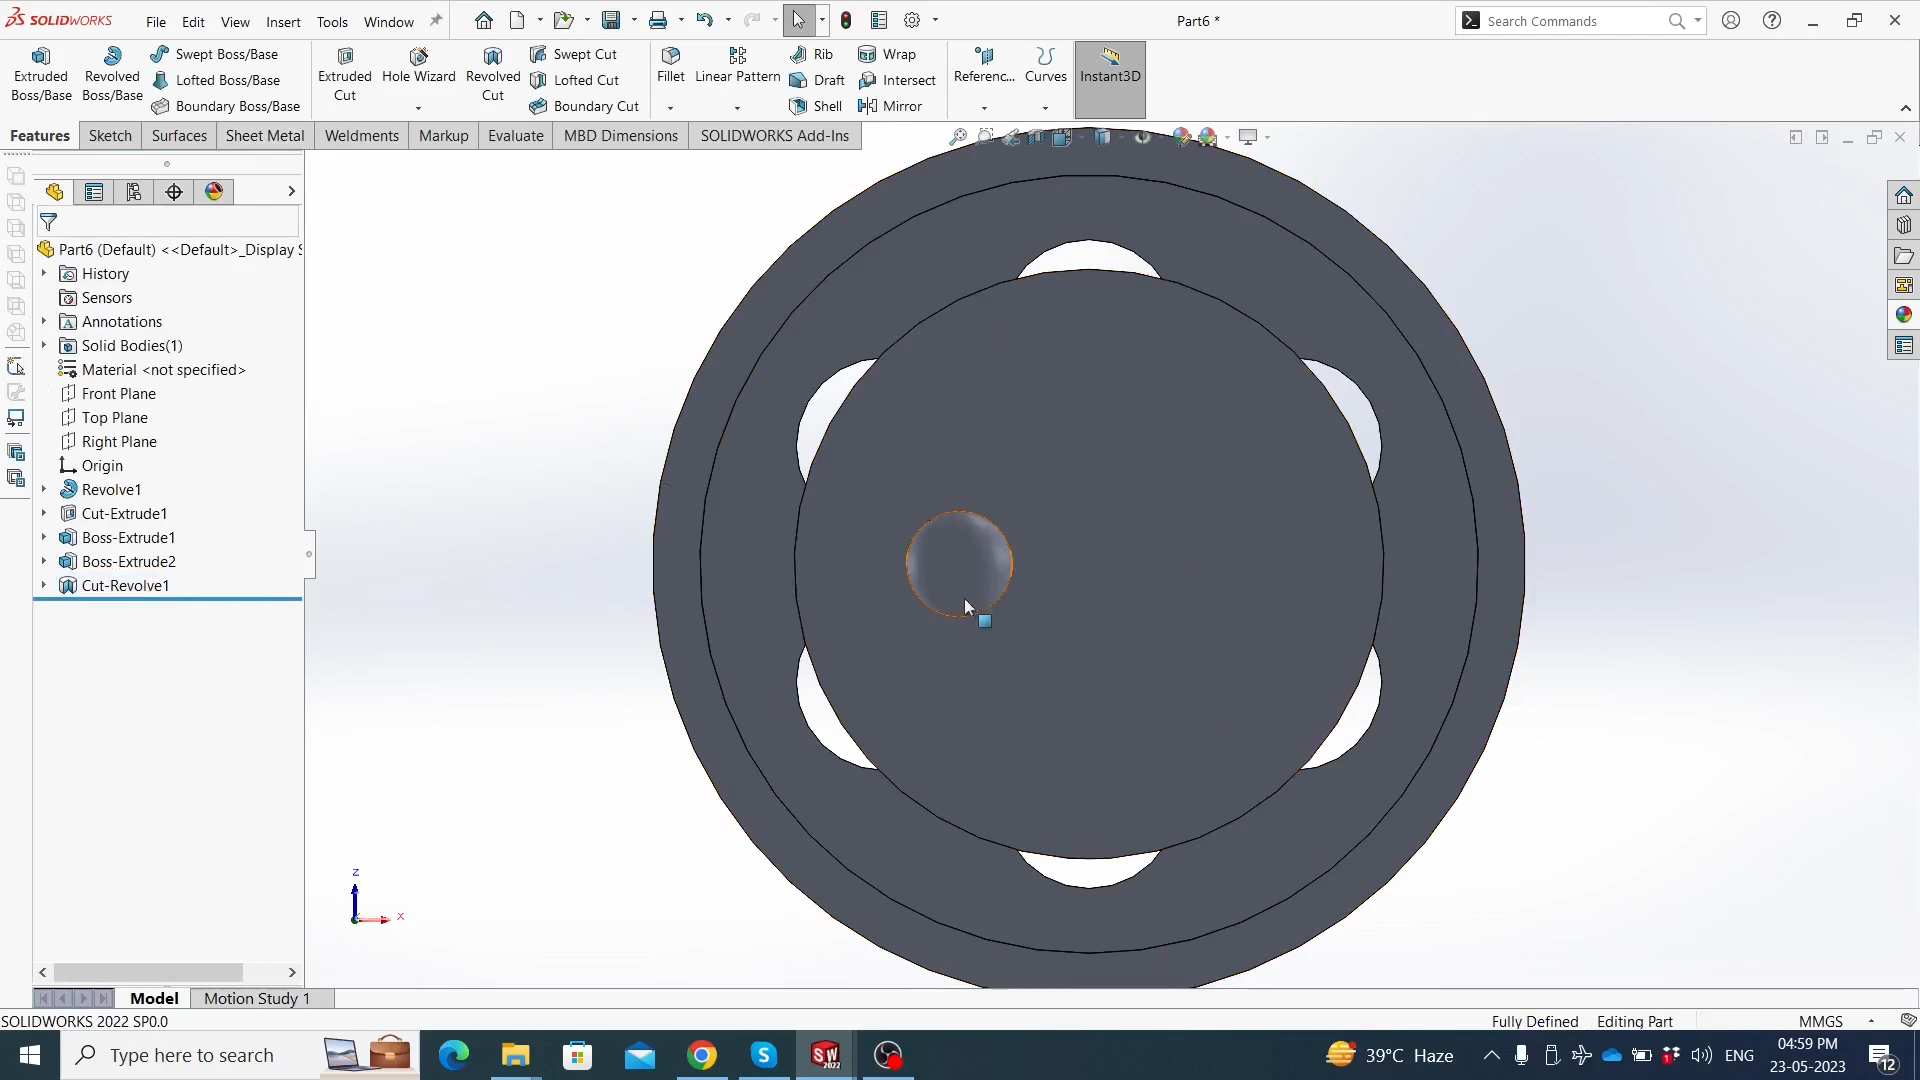 SOLIDWORKS File Edit View Insert Tools Window Part6 * Search Commands
Extruded Boss/Base
Revolved Boss/Base
Swept Boss/Base
Lofted Boss/Base
Boundary Boss/Base
Extruded Cut
Hole Wizard
Revolved Cut
Swept Cut
Lofted Cut
Boundary Cut
Fillet
Linear Pattern
Rib
Draft
Shell
Wrap
Intersect
Mirror
Referenc...
Curves
Instant3D
Features Sketch Surfaces Sheet Metal Weldments Markup Evaluate MBD Dimensions SOLIDWORKS Add-Ins
Part6 (Default) <<Default>_Display S
History
Sensors
Annotations
Solid Bodies(1)
Material <not specified>
Front Plane
Top Plane
Right Plane
Origin
Revolve1
Cut-Extrude1
Boss-Extrude1
Boss-Extrude2
Cut-Revolve1
Z
X
Model Motion Study 1
SOLIDWORKS 2022 SP0.0 Fully Defined Editing Part MMGS
Type here to search
SW
2022
39°C Haze
1
ENG
04:59 PM
23-05-2023
12